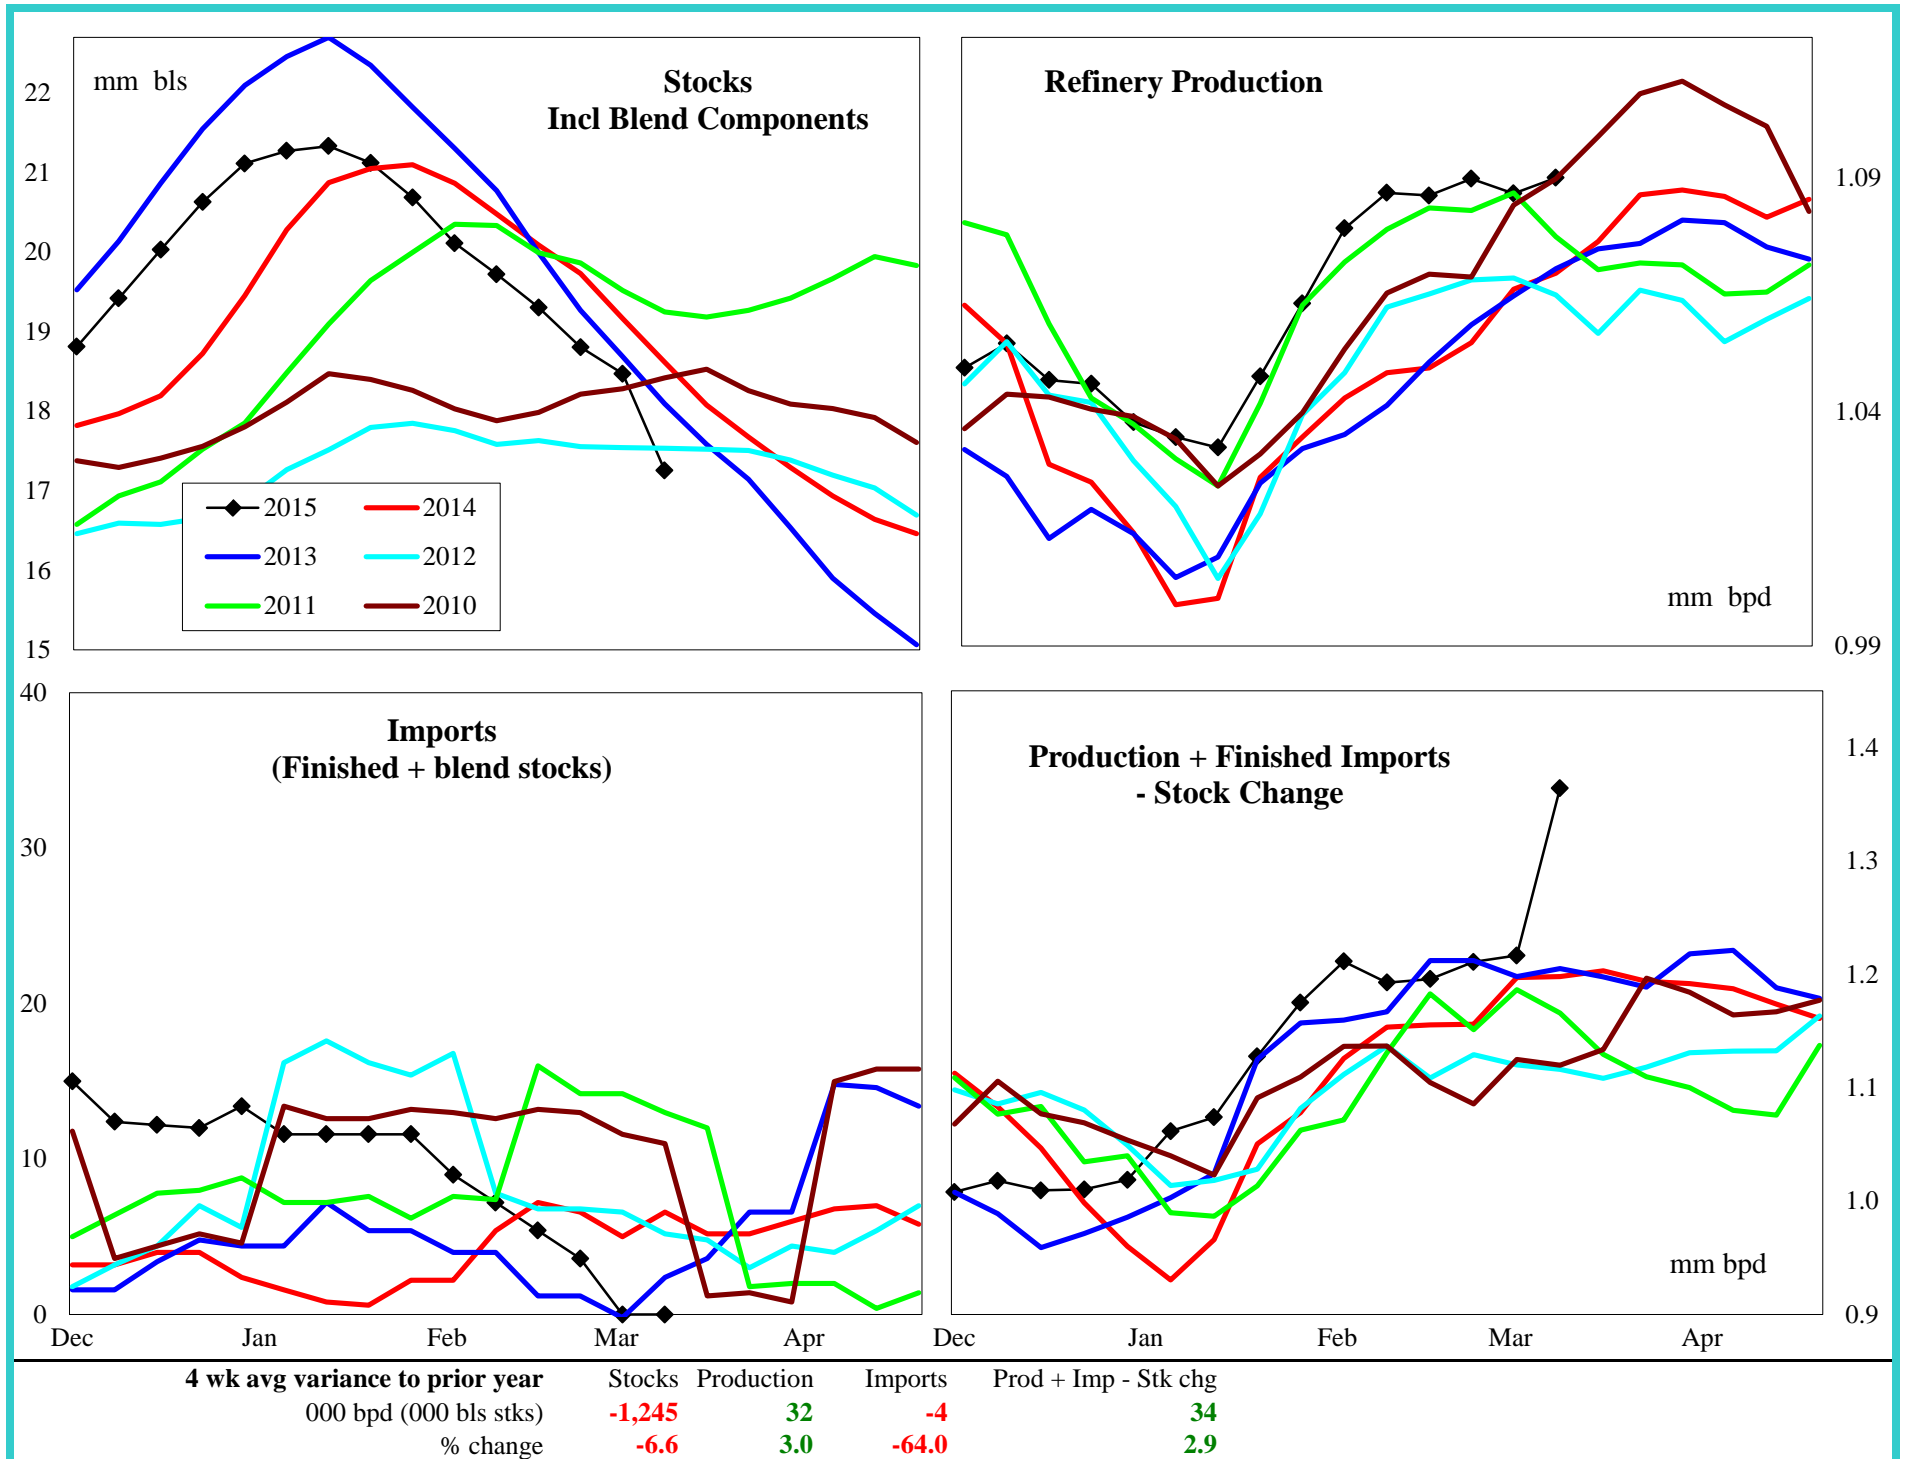 mm bls
Stocks
Incl Blend Components
22
21
20
19
18
17
16
15
2015
2014
2013
2012
2011
2010
Refinery Production
mm bpd
1.09
1.04
0.99
Imports
(Finished + blend stocks)
40
30
20
10
0
Dec Jan Feb Mar Apr
Production + Finished Imports
- Stock Change
mm bpd
1.4
1.3
1.2
1.1
1.0
0.9
Dec Jan Feb Mar Apr
4 wk avg variance to prior year Stocks Production Imports Prod + Imp - Stk chg
000 bpd (000 bls stks) -1,245 32 -4 34
% change -6.6 3.0 -64.0 2.9